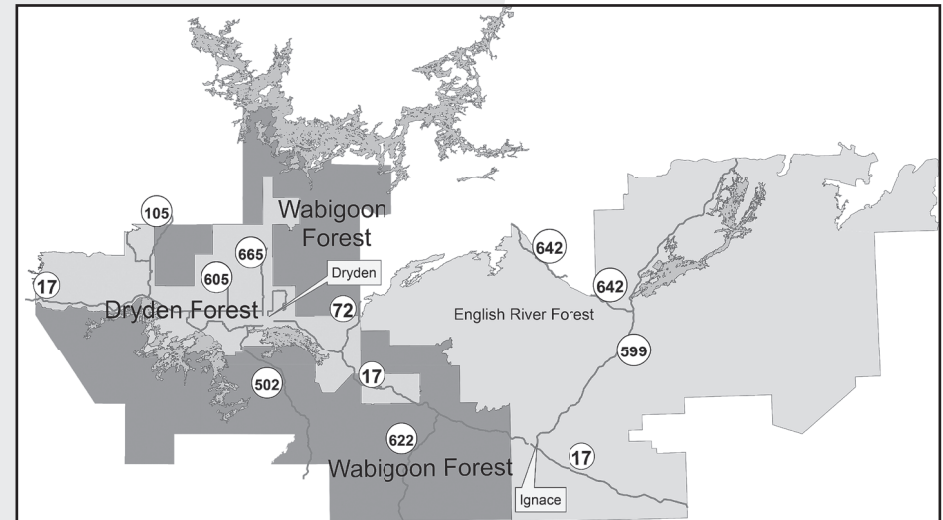 105
Wabigoon
Forest
665
642
Dryden
605
17
642
72
Dryden Forest
English River Forest
599
17
502
622
17
Wabigoon Forest
Ignace